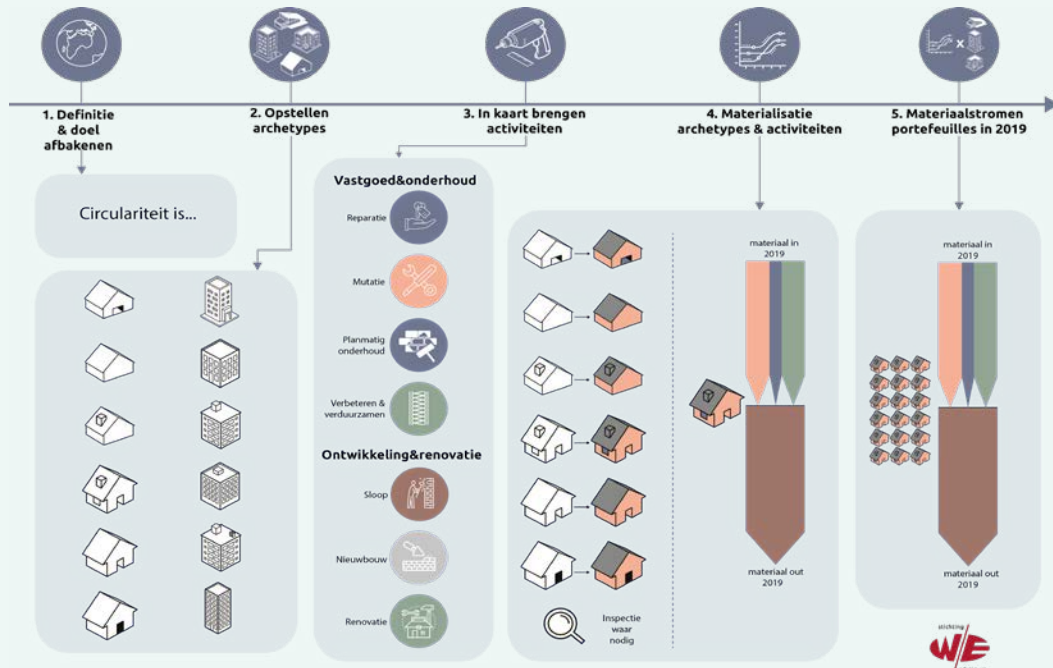 1. Definitie
& doel
afbakenen
2. Opstellen
archetypes
3. In kaart brengen
activiteiten
4. Materialisatie
archetypes & activiteiten
5. Materiaalstromen
portefeuilles in 2019
Circulariteit is...
Vastgoed&onderhoud
Reparatie
Mutatie
Planmatig
onderhoud
Verbeteren &
verduurzamen
Ontwikkeling&renovatie
Sloop
Nieuwbouw
Renovatie
Inspectie
waar
nodig
materiaal in
2019
materiaal out
2019
materiaal in
2019
materiaal out
2019
x
stichting
W/E